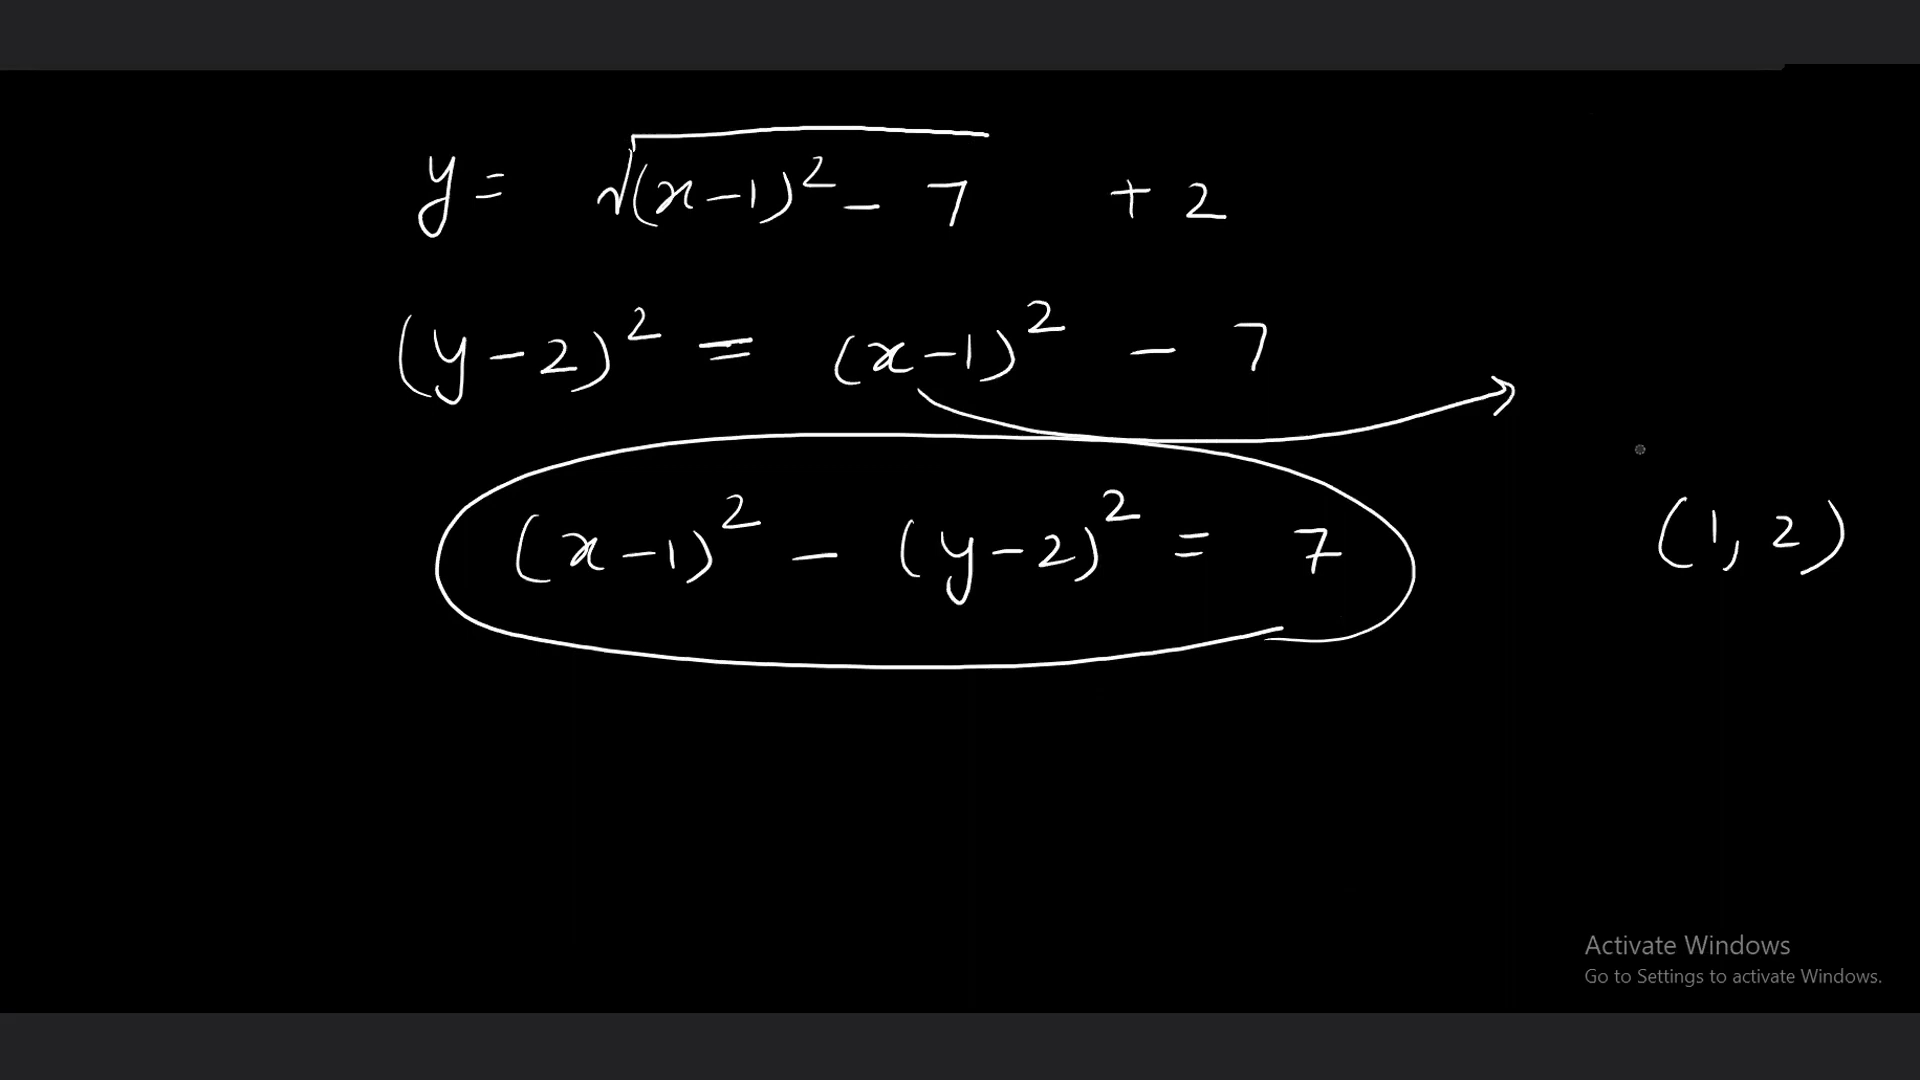 y = √((x-1)² - 7) + 2
(y-2)² = (x-1)² - 7
(x-1)² - (y-2)² = 7
(1, 2)
Activate Windows
Go to Settings to activate Windows.